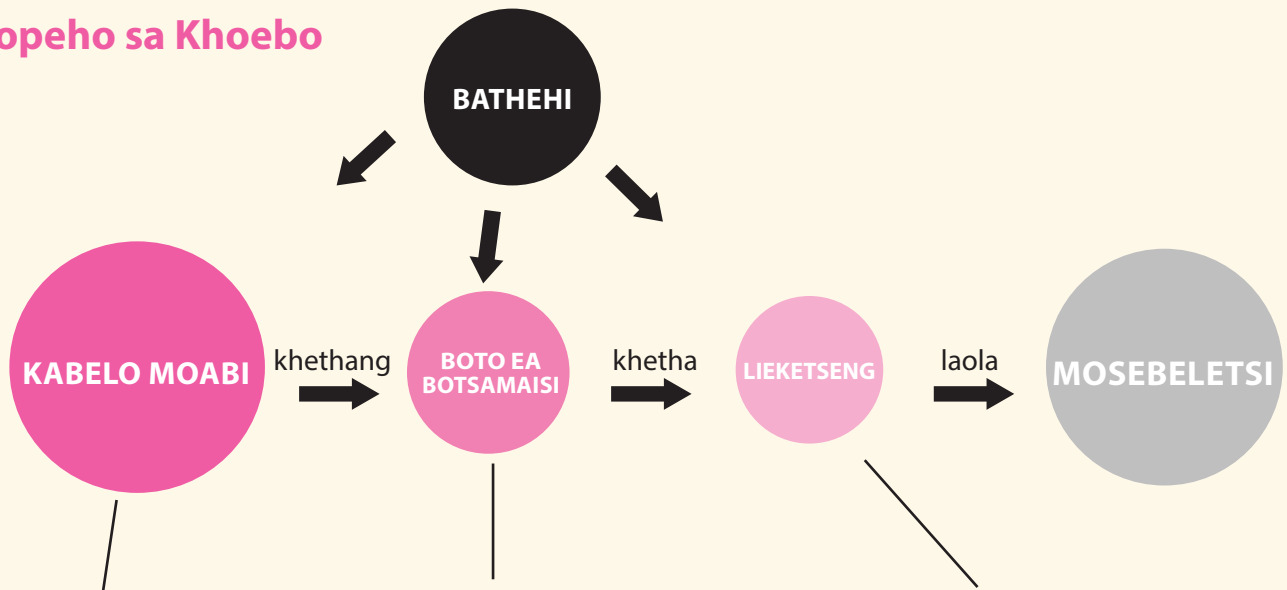 opeho sa Khoebo
BATHEHI
KABELO MOABI
khethang
BOTO EA
BOTSAMAISI
khetha
LIEKETSENG
laola
MOSEBELETSI